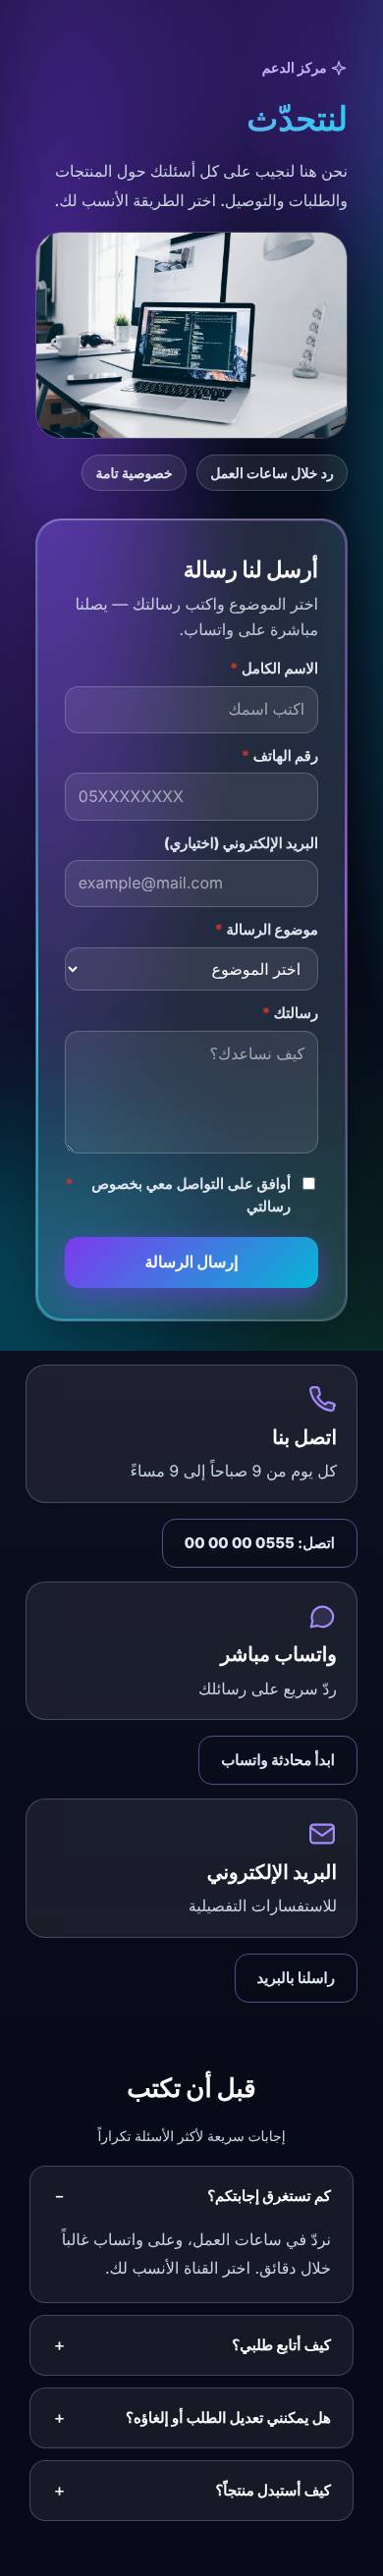 مركز الدعم
لنتحدّث
نحن هنا لنجيب على كل أسئلتك حول المنتجات
والطلبات والتوصيل. اختر الطريقة الأنسب لك.
رد خلال ساعات العمل
خصوصية تامة
أرسل لنا رسالة
اختر الموضوع واكتب رسالتك — يصلنا
مباشرة على واتساب.
الاسم الكامل *
اكتب اسمك
رقم الهاتف *
05XXXXXXXX
البريد الإلكتروني (اختياري)
example@mail.com
موضوع الرسالة *
اختر الموضوع
رسالتك *
كيف نساعدك؟
أوافق على التواصل معي بخصوص *
رسالتي
إرسال الرسالة
اتصل بنا
كل يوم من 9 صباحاً إلى 9 مساءً
اتصل: 0555 00 00 00
واتساب مباشر
ردّ سريع على رسائلك
ابدأ محادثة واتساب
البريد الإلكتروني
للاستفسارات التفصيلية
راسلنا بالبريد
قبل أن تكتب
إجابات سريعة لأكثر الأسئلة تكراراً
كم تستغرق إجابتكم؟ −
نردّ في ساعات العمل، وعلى واتساب غالباً
خلال دقائق. اختر القناة الأنسب لك.
كيف أتابع طلبي؟ +
هل يمكنني تعديل الطلب أو إلغاؤه؟ +
كيف أستبدل منتجاً؟ +